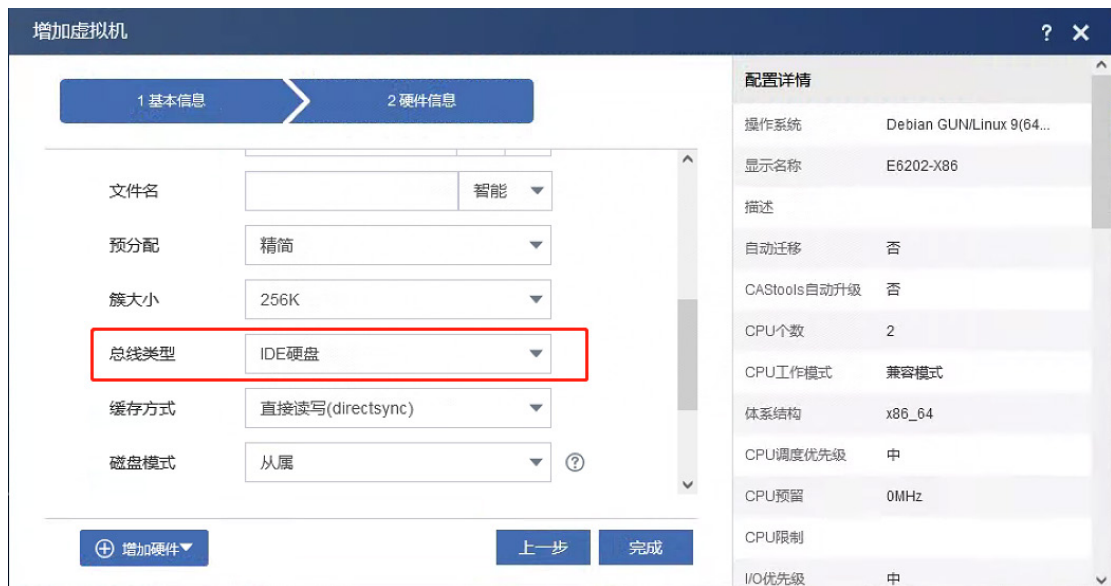 增加虚拟机
? ×
1 基本信息
2 硬件信息
文件名
智能
预分配
精简
簇大小
256K
总线类型
IDE硬盘
缓存方式
直接读写(directsync)
磁盘模式
从属
?
增加硬件
上一步
完成
配置详情
操作系统 Debian GUN/Linux 9(64...
显示名称 E6202-X86
描述
自动迁移 否
CAStools自动升级 否
CPU个数 2
CPU工作模式 兼容模式
体系结构 x86_64
CPU调度优先级 中
CPU预留 0MHz
CPU限制
I/O优先级 中